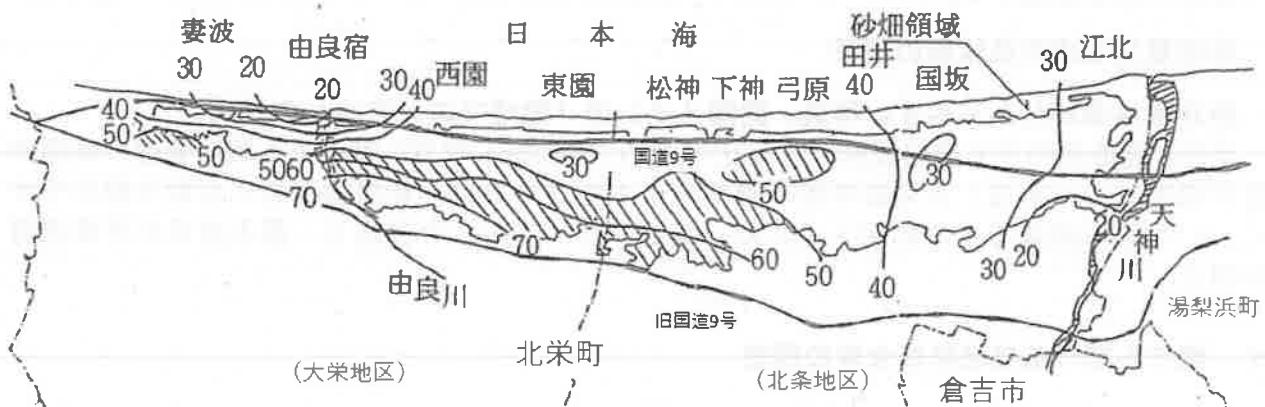 日本海
砂畑領域
妻波
由良宿
西園
東園
松神
下神
弓原
田井
国坂
江北
30
20
20
30
40
40
30
40
50
50
50
60
70
国道9号
30
50
30
70
60
50
40
30
20
20
天神川
由良川
旧国道9号
湯梨浜町
北栄町
(大栄地区)
(北条地区)
倉吉市